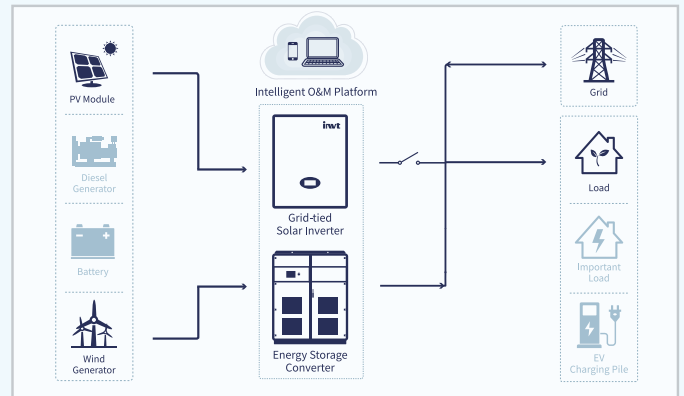 PV Module
Diesel
Generator
Battery
Wind
Generator
Intelligent O&M Platform
invt
Grid-tied
Solar Inverter
Energy Storage
Converter
Grid
Load
Important
Load
EV
Charging Pile